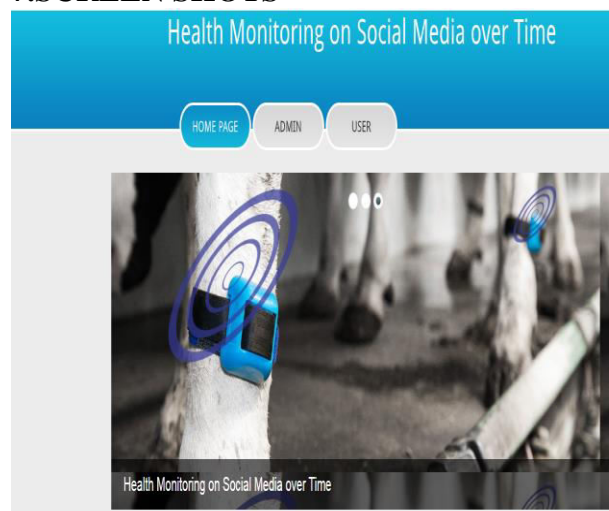 Health Monitoring on Social Media over Time
HOME PAGE
ADMIN
USER
Health Monitoring on Social Media over Time